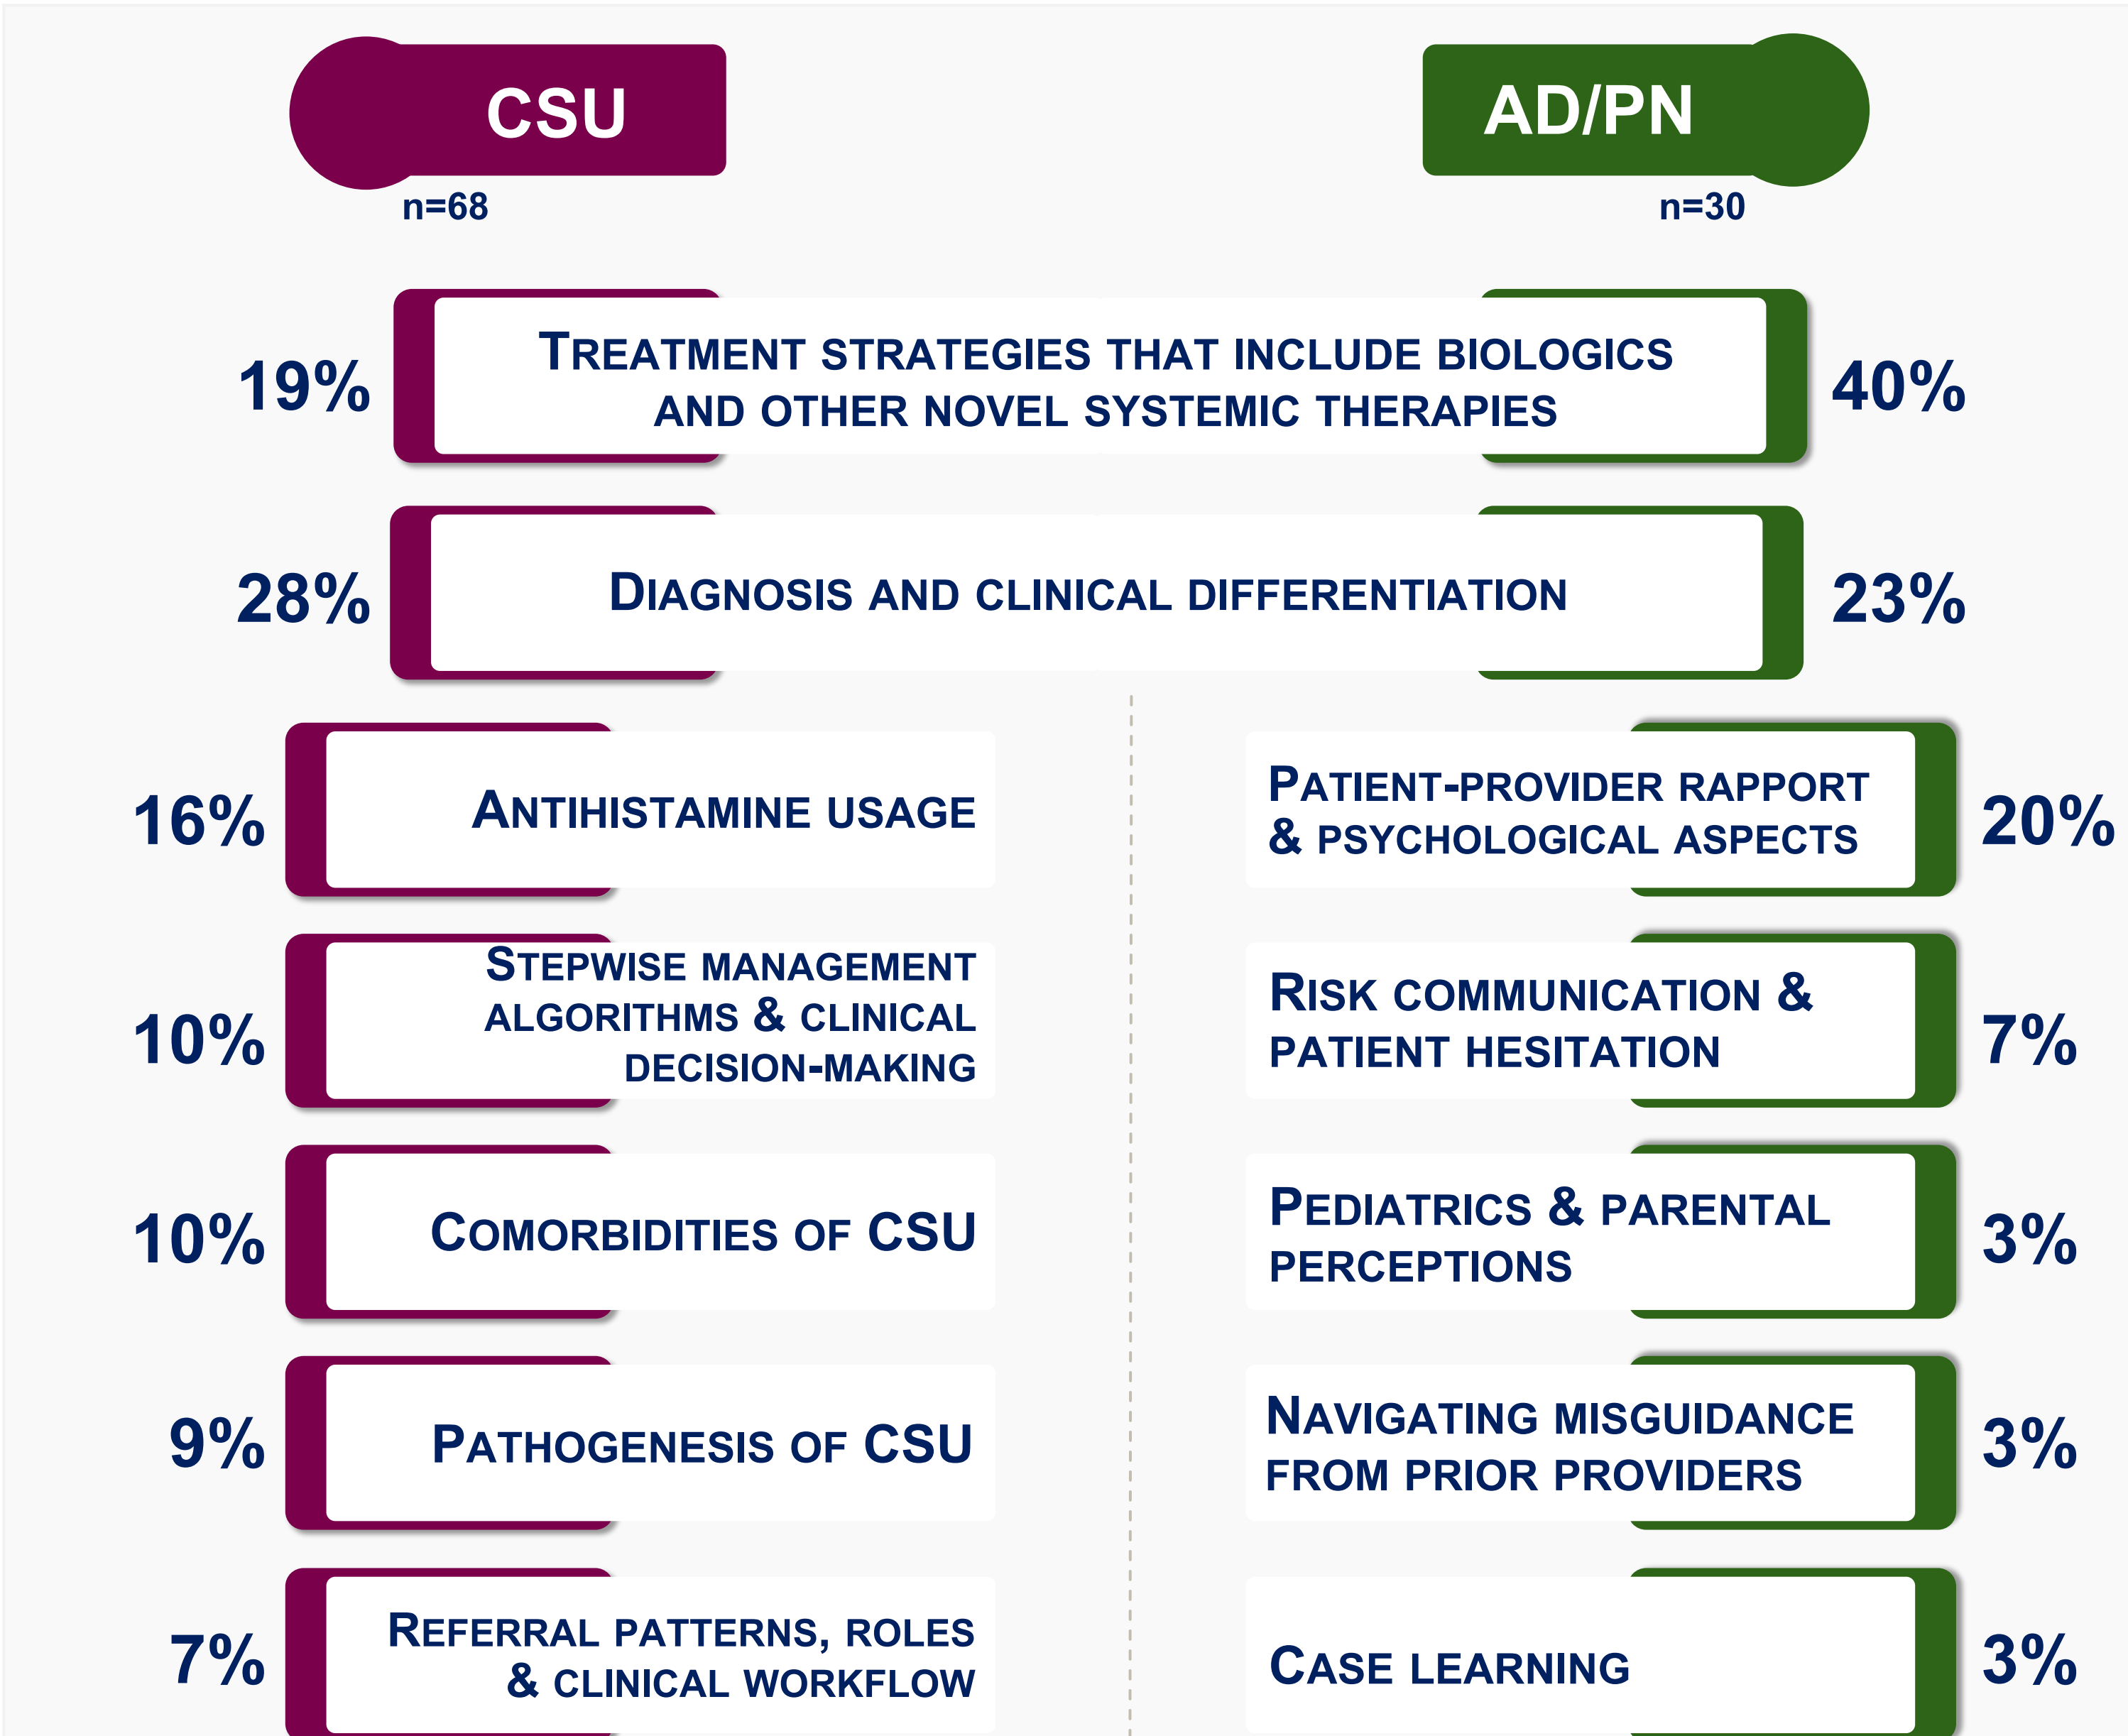 CSU
AD/PN
n=68
n=30
19%
TREATMENT STRATEGIES THAT INCLUDE BIOLOGICS
AND OTHER NOVEL SYSTEMIC THERAPIES
40%
28%
DIAGNOSIS AND CLINICAL DIFFERENTIATION
23%
16%
ANTIHISTAMINE USAGE
PATIENT-PROVIDER RAPPORT
& PSYCHOLOGICAL ASPECTS
20%
10%
STEPWISE MANAGEMENT
ALGORITHMS & CLINICAL
DECISION-MAKING
RISK COMMUNICATION &
PATIENT HESITATION
7%
10%
COMORBIDITIES OF CSU
PEDIATRICS & PARENTAL
PERCEPTIONS
3%
9%
PATHOGENESIS OF CSU
NAVIGATING MISGUIDANCE
FROM PRIOR PROVIDERS
3%
7%
REFERRAL PATTERNS, ROLES
& CLINICAL WORKFLOW
CASE LEARNING
3%